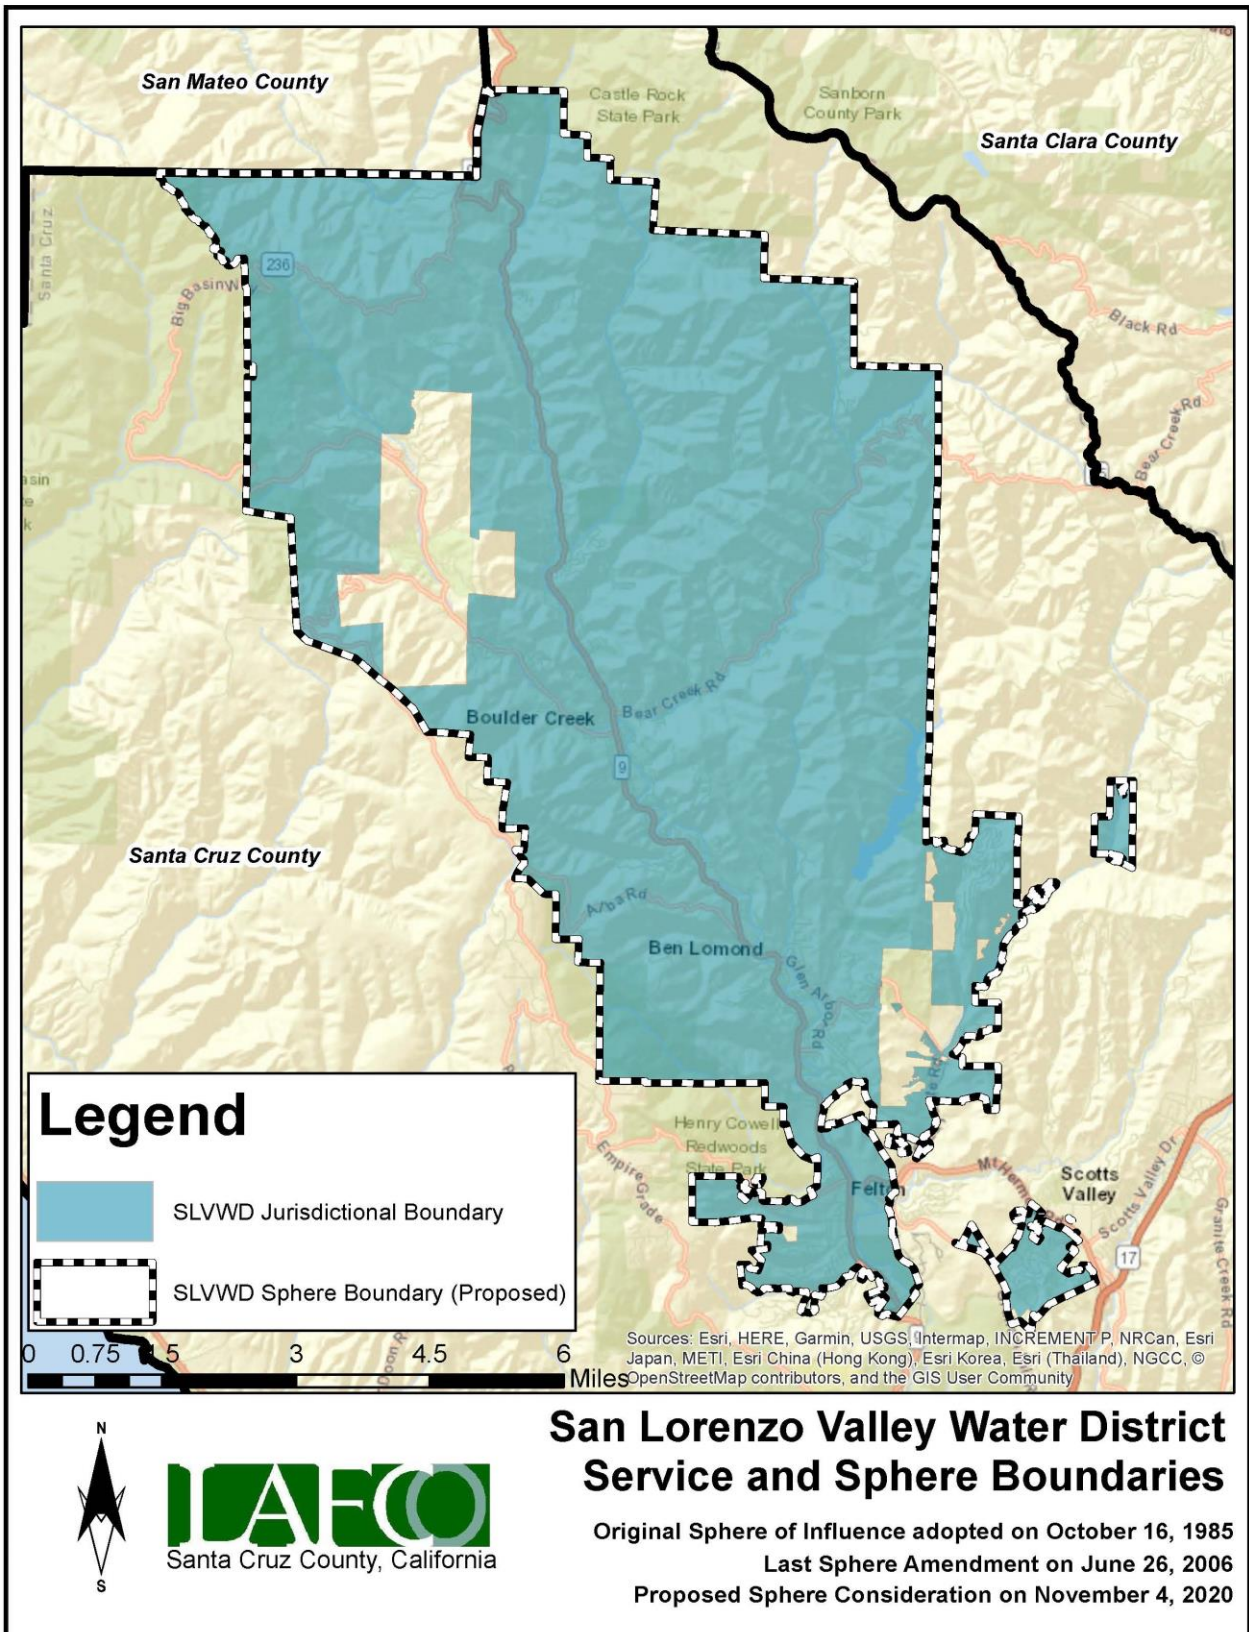 San Mateo County
Castle Rock
State Park
Sanborn
County Park
Santa Clara County
Santa Cruz
236
Big Basin
Black Rd
Bear Creek Rd
Boulder Creek
Bear Creek Rd
9
Santa Cruz County
Alba Rd
Ben Lomond
Glen Arbor Rd
Henry Cowell
Redwoods
State Park
Empire Grade
Felton
Mt Hermon
Scotts
Valley
Scotts Valley Dr
17
Granite Creek Rd
9
Legend
SLVWD Jurisdictional Boundary
SLVWD Sphere Boundary (Proposed)
0 0.75 1.5 3 4.5 6
Miles
Sources: Esri, HERE, Garmin, USGS, Intermap, INCREMENT P, NRCan, Esri
Japan, METI, Esri China (Hong Kong), Esri Korea, Esri (Thailand), NGCC, ©
OpenStreetMap contributors, and the GIS User Community
N
S
LAFCO
Santa Cruz County, California
San Lorenzo Valley Water District
Service and Sphere Boundaries
Original Sphere of Influence adopted on October 16, 1985
Last Sphere Amendment on June 26, 2006
Proposed Sphere Consideration on November 4, 2020